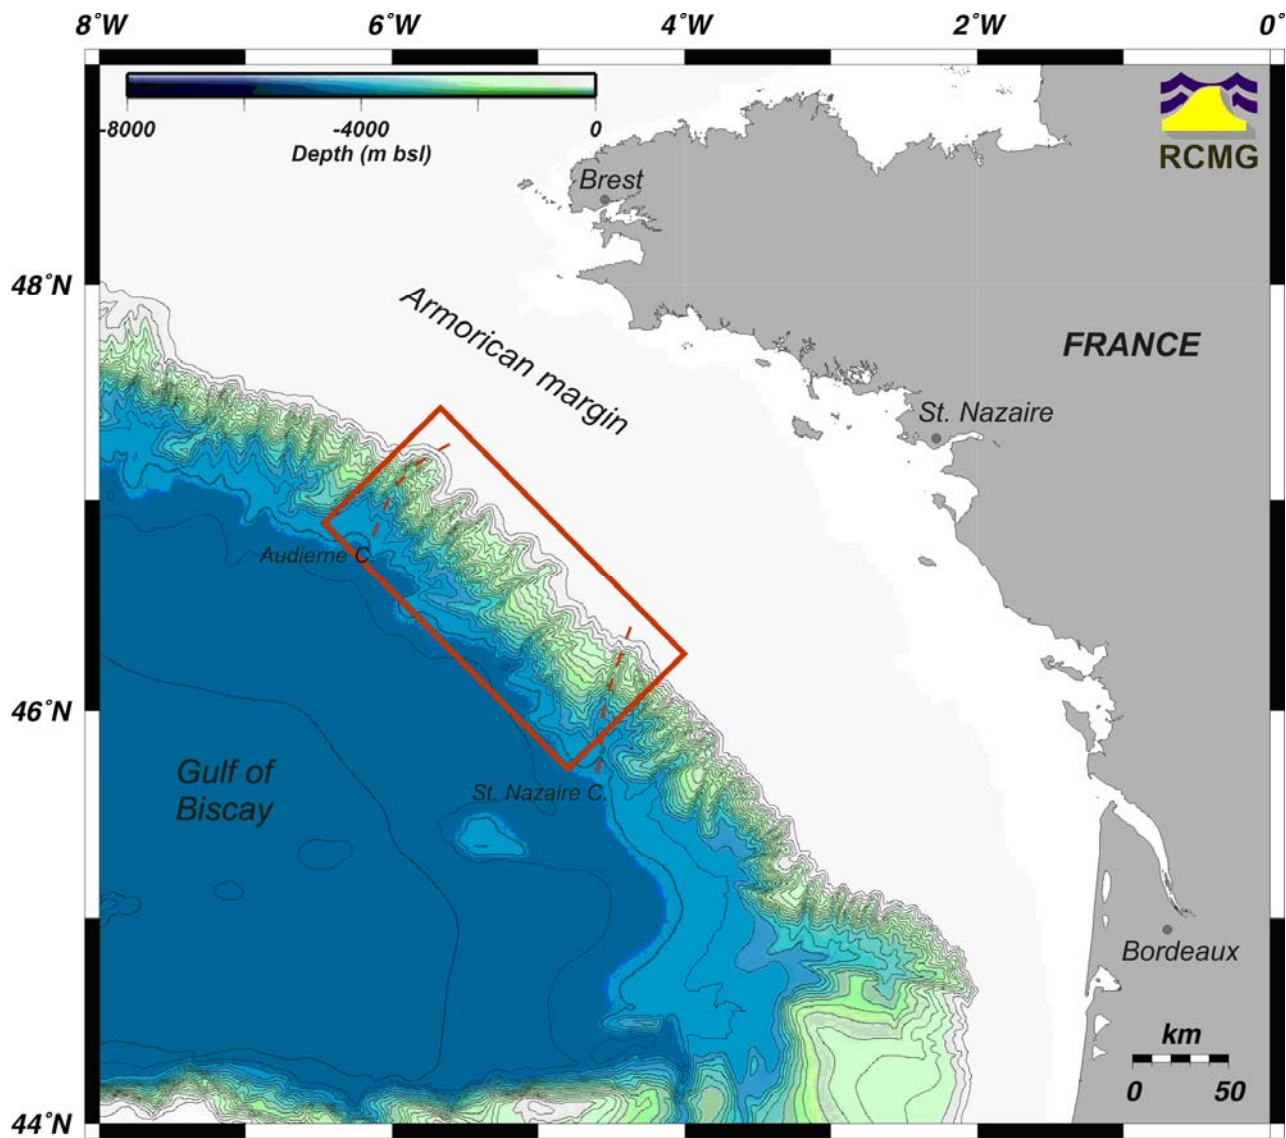 8°W 6°W 4°W 2°W 0°
-8000 -4000 0
Depth (m bsl)
RCMG
Brest
48°N
Armorican margin
FRANCE
St. Nazaire
Audierne C.
46°N
Gulf of
Biscay
St. Nazaire C.
Bordeaux
km
0 50
44°N